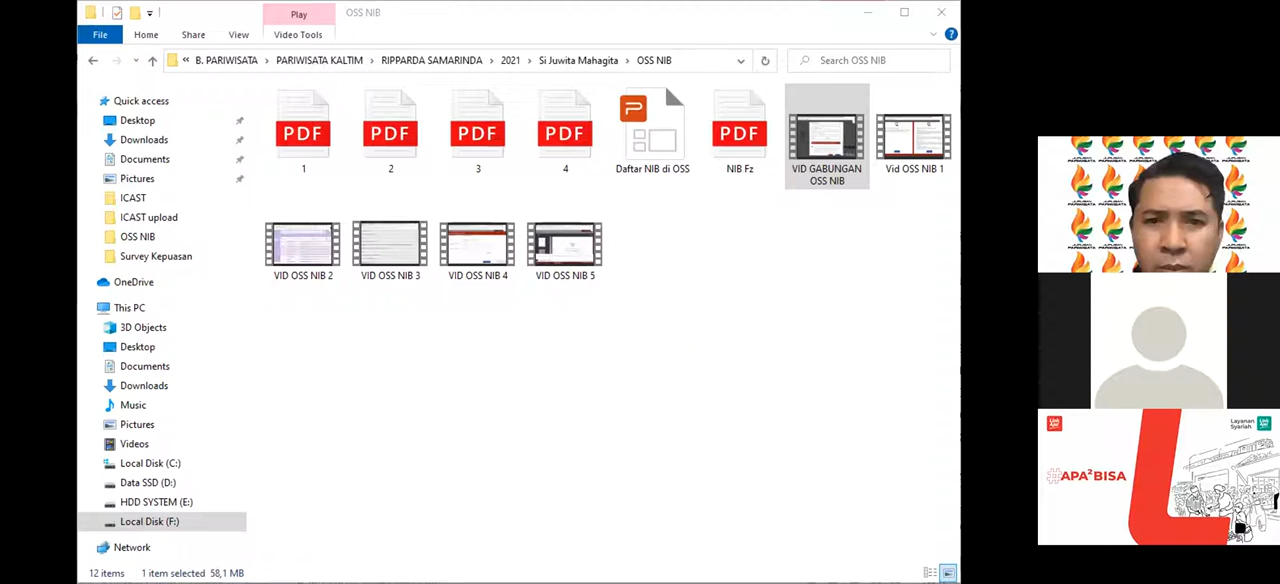 Play
OSS NIB
File
Home
Share
View
Video Tools
« B. PARIWISATA > PARIWISATA KALTIM > RIPPARDA SAMARINDA > 2021 > Si Juwita Mahagita > OSS NIB
Search OSS NIB
Quick access
Desktop
Downloads
Documents
Pictures
ICAST
ICAST upload
OSS NIB
Survey Kepuasan
OneDrive
This PC
3D Objects
Desktop
Documents
Downloads
Music
Pictures
Videos
Local Disk (C:)
Data SSD (D:)
HDD SYSTEM (E:)
Local Disk (F:)
Network
PDF
1
PDF
2
PDF
3
PDF
4
P
Daftar NIB di OSS
PDF
NIB Fz
VID GABUNGAN
OSS NIB
Vid OSS NIB 1
VID OSS NIB 2
VID OSS NIB 3
VID OSS NIB 4
VID OSS NIB 5
12 items
1 item selected 58,1 MB
Layanan
Syariah
#APA²BISA